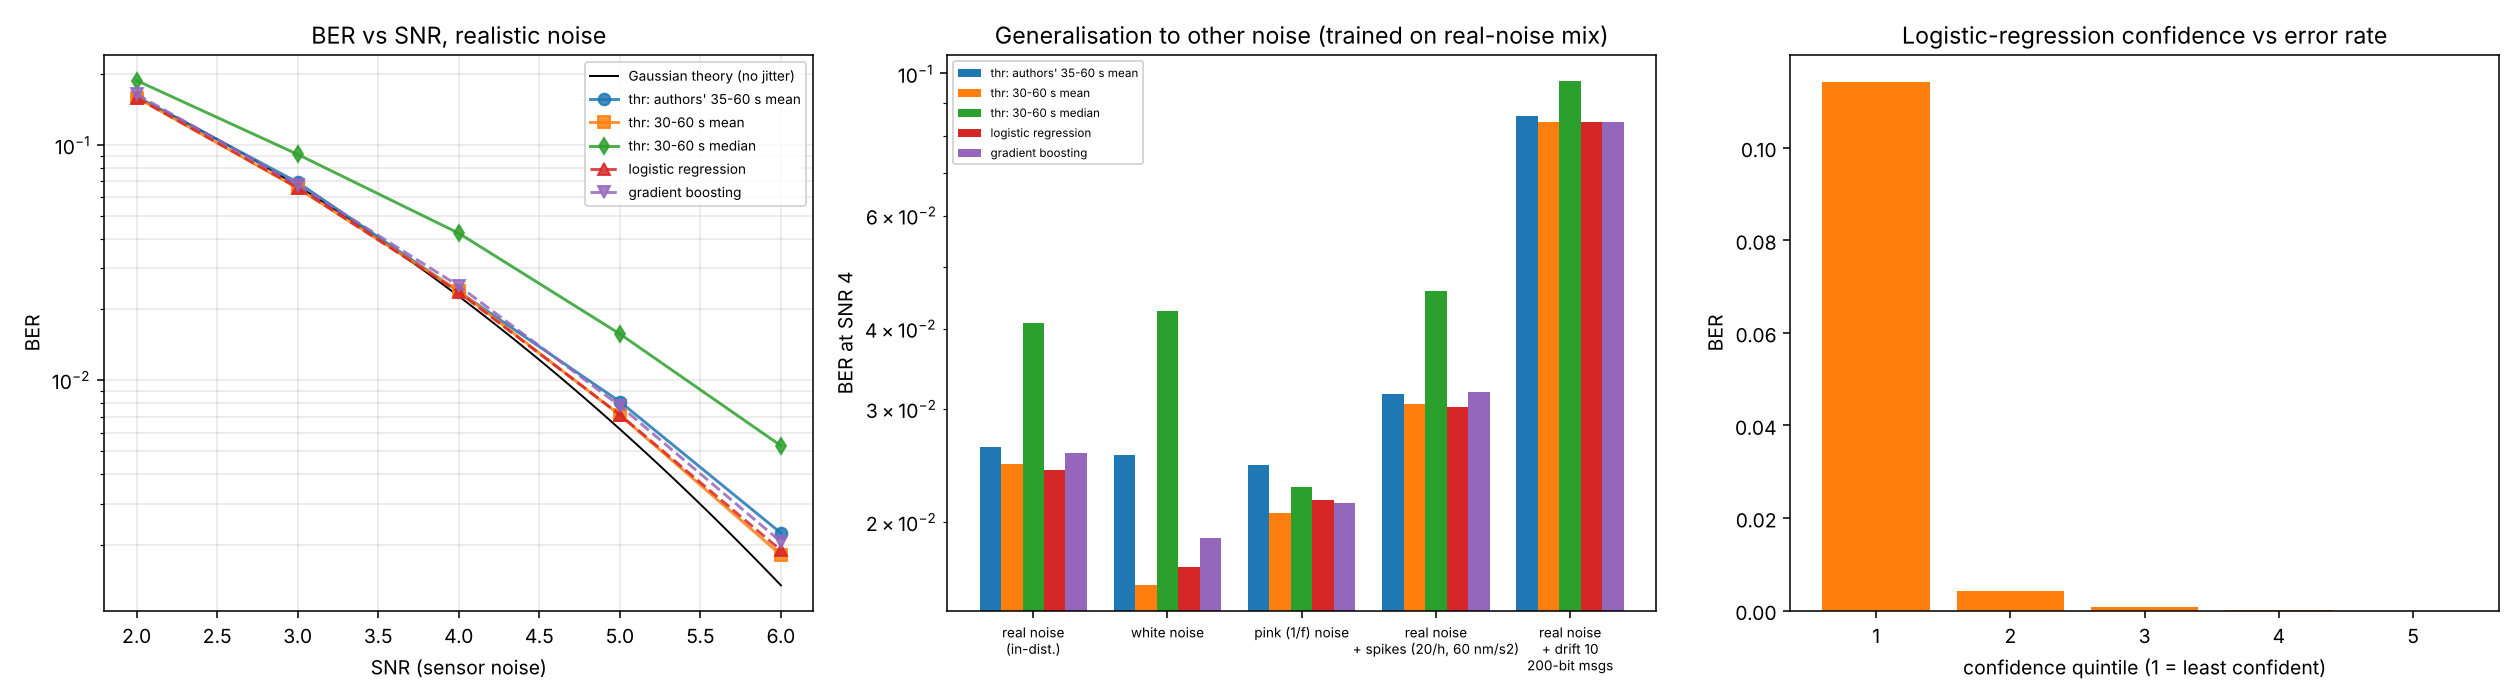 BER vs SNR, realistic noise
Gaussian theory (no jitter)
thr: authors' 35-60 s mean
thr: 30-60 s mean
thr: 30-60 s median
logistic regression
gradient boosting
BER
10⁻¹
10⁻²
2.0 2.5 3.0 3.5 4.0 4.5 5.0 5.5 6.0
SNR (sensor noise)
Generalisation to other noise (trained on real-noise mix)
thr: authors' 35-60 s mean
thr: 30-60 s mean
thr: 30-60 s median
logistic regression
gradient boosting
BER at SNR 4
10⁻¹
6 × 10⁻²
4 × 10⁻²
3 × 10⁻²
2 × 10⁻²
real noise
(in-dist.)
white noise
pink (1/f) noise
real noise
+ spikes (20/h, 60 nm/s2)
real noise
+ drift 10
200-bit msgs
Logistic-regression confidence vs error rate
BER
0.10
0.08
0.06
0.04
0.02
0.00
1 2 3 4 5
confidence quintile (1 = least confident)